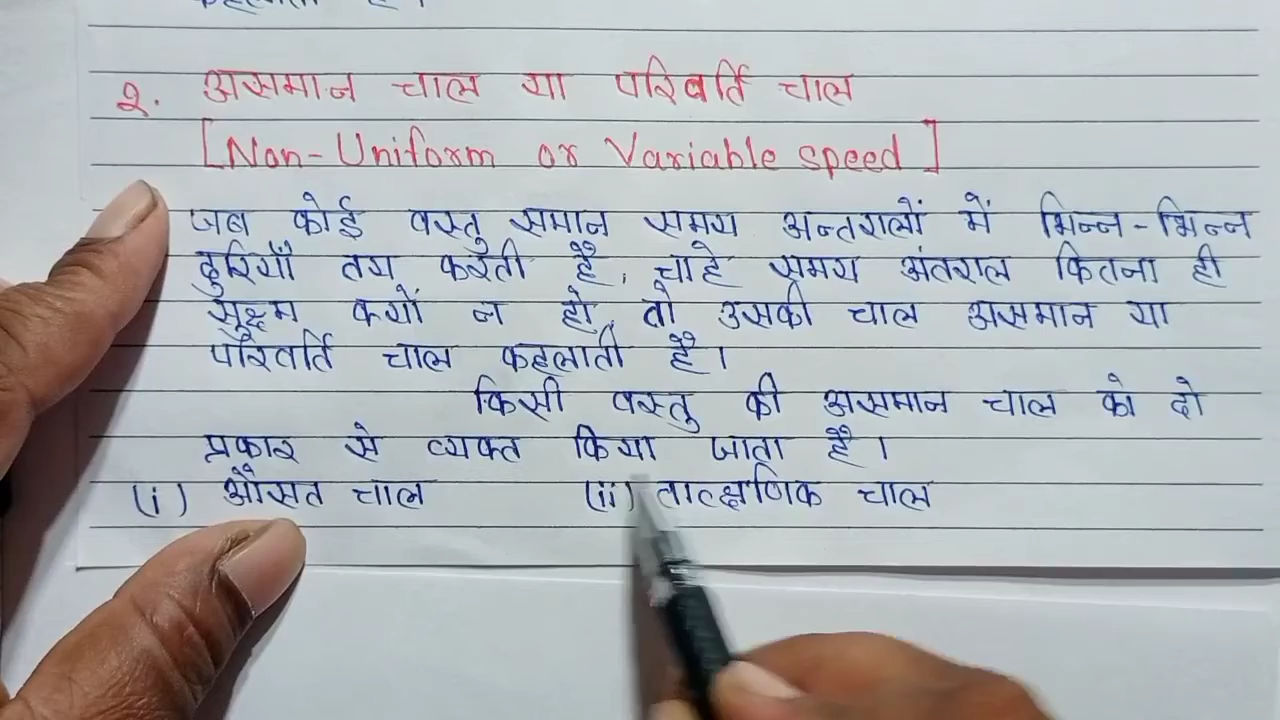 २. असमान चाल या परिवर्ति चाल
[Non-Uniform or Variable speed]
जब कोई वस्तु समान समय अन्तरालों में भिन्न-भिन्न
दुरियाँ तय करती है, चाहे समय अंतराल कितना ही
सूक्ष्म क्यों न हो, तो उसकी चाल असमान या
परिवर्ति चाल कहलाती है।
किसी वस्तु की असमान चाल को दो
प्रकार से व्यक्त किया जाता है।
(i) औसत चाल (ii) तात्क्षणिक चाल